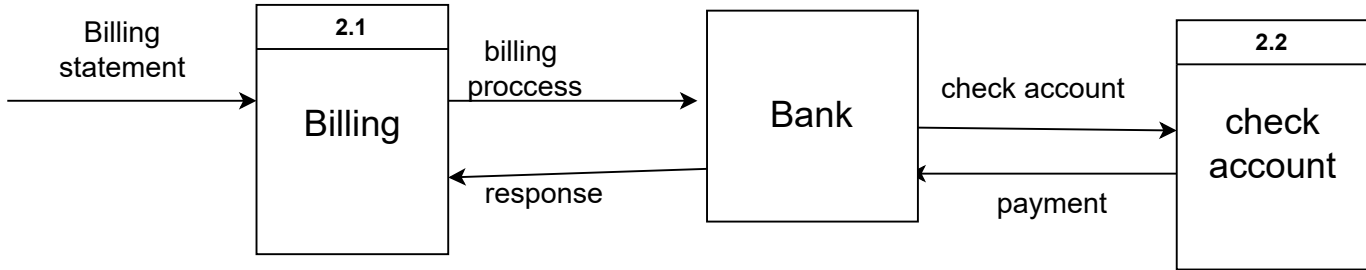 Billing
statement
2.1
Billing
billing
proccess
response
Bank
check account
payment
2.2
check
account